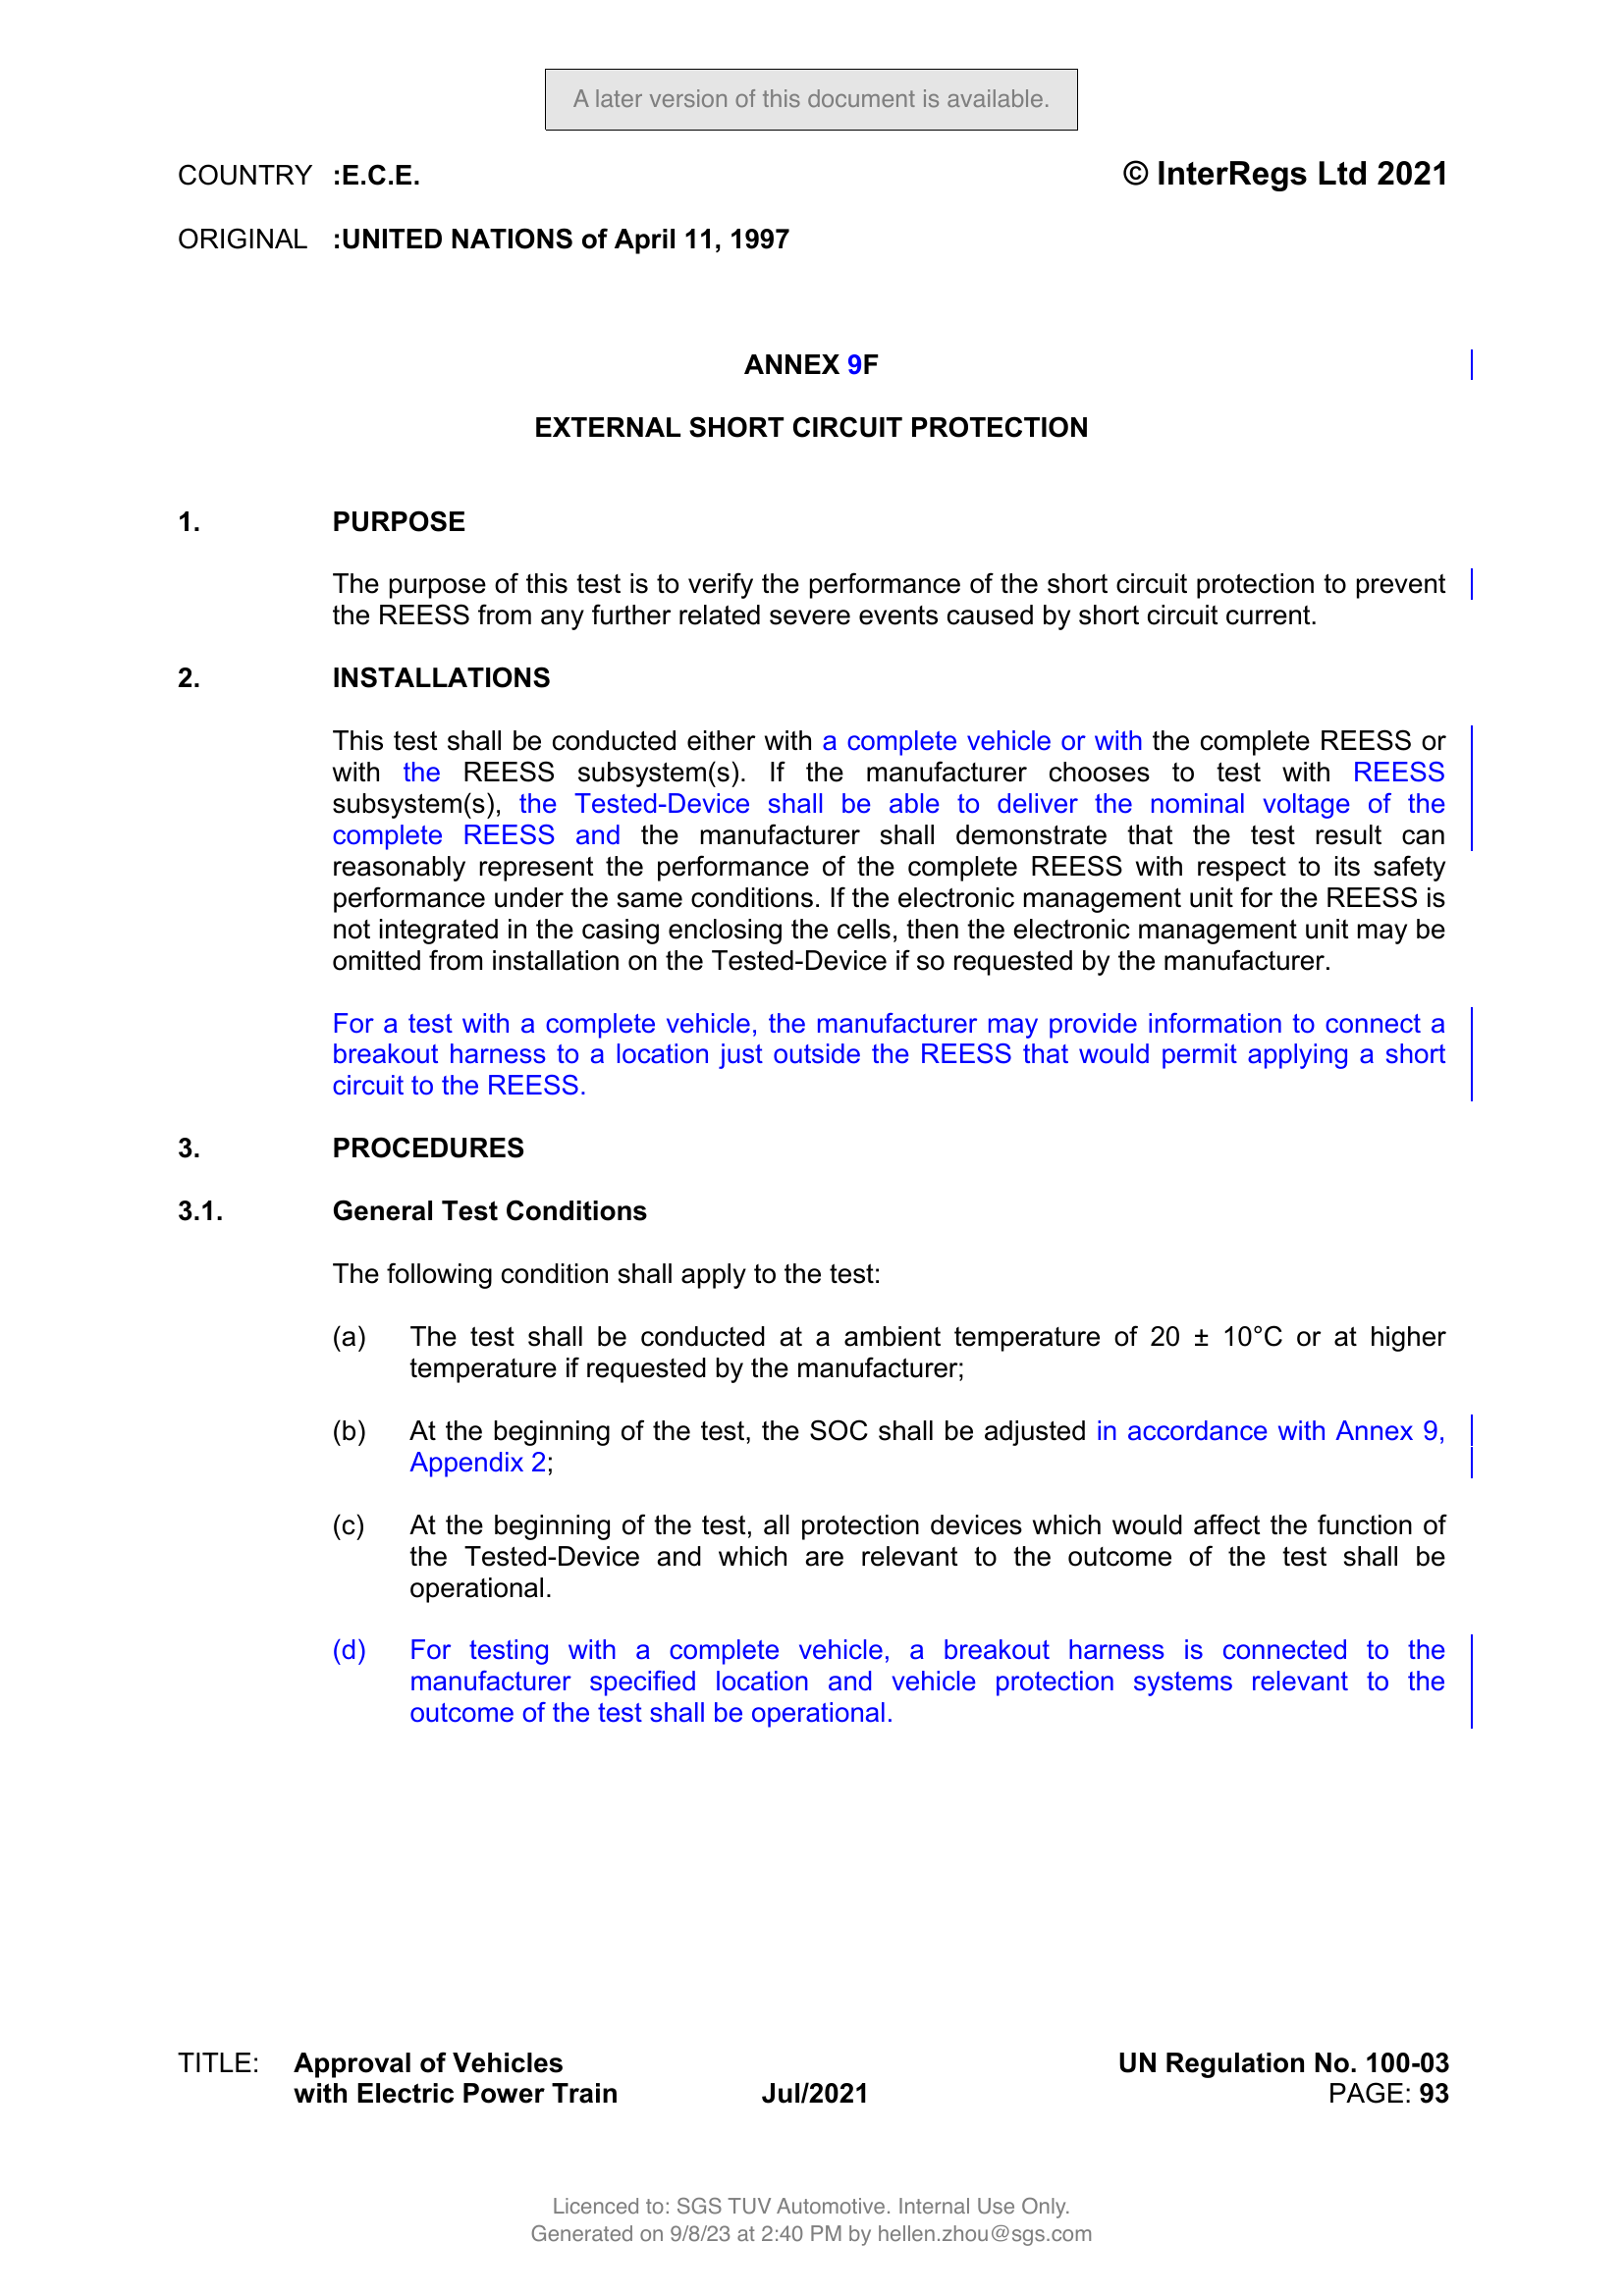 A later version of this document is available.
COUNTRY :E.C.E. © InterRegs Ltd 2021
ORIGINAL :UNITED NATIONS of April 11, 1997
ANNEX 9F
EXTERNAL SHORT CIRCUIT PROTECTION
1. PURPOSE
The purpose of this test is to verify the performance of the short circuit protection to prevent
the REESS from any further related severe events caused by short circuit current.
2. INSTALLATIONS
This test shall be conducted either with a complete vehicle or with the complete REESS or
with the REESS subsystem(s). If the manufacturer chooses to test with REESS
subsystem(s), the Tested-Device shall be able to deliver the nominal voltage of the
complete REESS and the manufacturer shall demonstrate that the test result can
reasonably represent the performance of the complete REESS with respect to its safety
performance under the same conditions. If the electronic management unit for the REESS is
not integrated in the casing enclosing the cells, then the electronic management unit may be
omitted from installation on the Tested-Device if so requested by the manufacturer.
For a test with a complete vehicle, the manufacturer may provide information to connect a
breakout harness to a location just outside the REESS that would permit applying a short
circuit to the REESS.
3. PROCEDURES
3.1. General Test Conditions
The following condition shall apply to the test:
(a) The test shall be conducted at a ambient temperature of 20 ± 10°C or at higher
temperature if requested by the manufacturer;
(b) At the beginning of the test, the SOC shall be adjusted in accordance with Annex 9,
Appendix 2;
(c) At the beginning of the test, all protection devices which would affect the function of
the Tested-Device and which are relevant to the outcome of the test shall be
operational.
(d) For testing with a complete vehicle, a breakout harness is connected to the
manufacturer specified location and vehicle protection systems relevant to the
outcome of the test shall be operational.
TITLE: Approval of Vehicles UN Regulation No. 100-03
with Electric Power Train Jul/2021 PAGE: 93
Licenced to: SGS TUV Automotive. Internal Use Only.
Generated on 9/8/23 at 2:40 PM by hellen.zhou@sgs.com